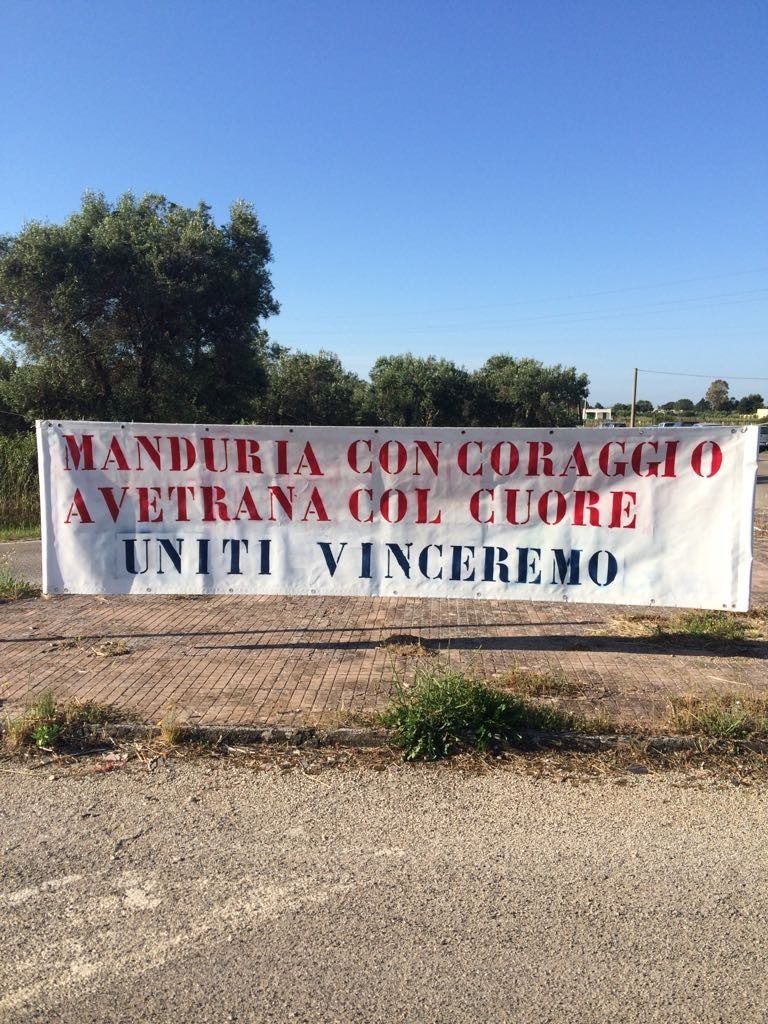 MANDURIA CON CORAGGIO
AVETRANA COL CUORE
UNITI VINCEREMO